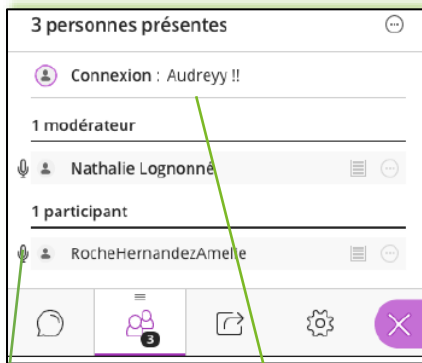 3 personnes présentes
Connexion : Audreyy !!
1 modérateur
Nathalie Lognonné
1 participant
RocheHernandezAmelie
3